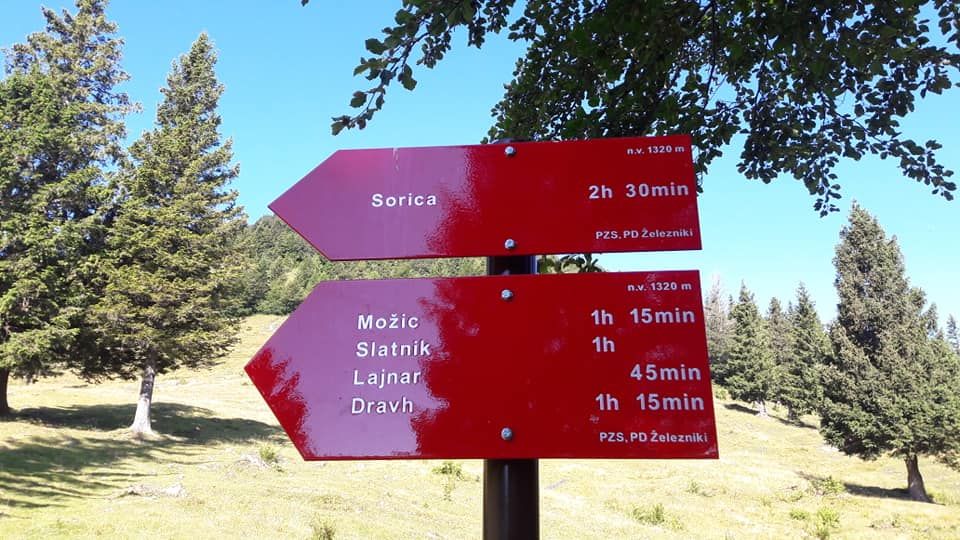 n.v. 1320 m
Sorica 2h 30min
PZS, PD Železniki
n.v. 1320 m
Možic 1h 15min
Slatnik 1h
Lajnar 45min
Dravh 1h 15min
PZS, PD Železniki